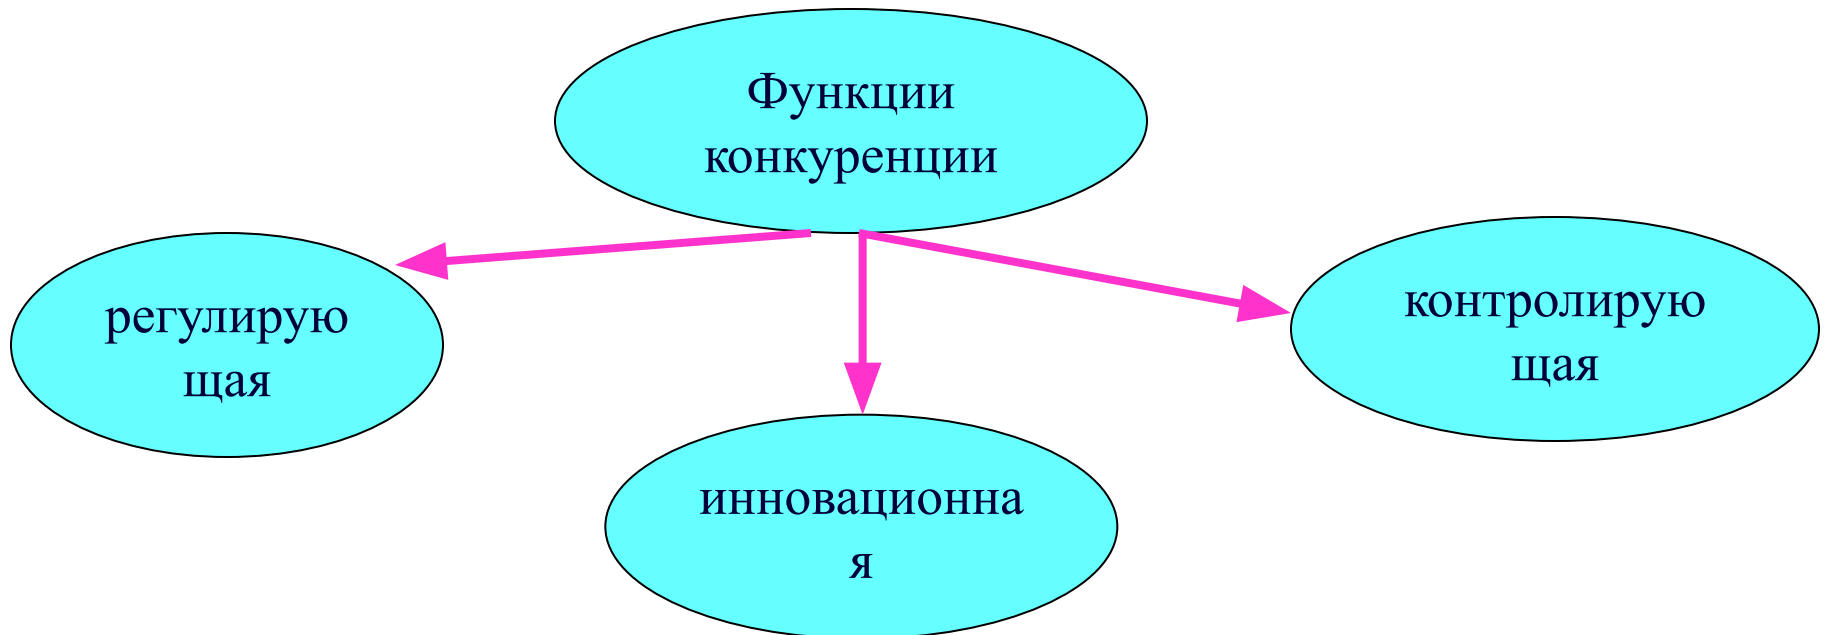 Функции
конкуренции
регулирую
щая
контролирую
щая
инновационна
я